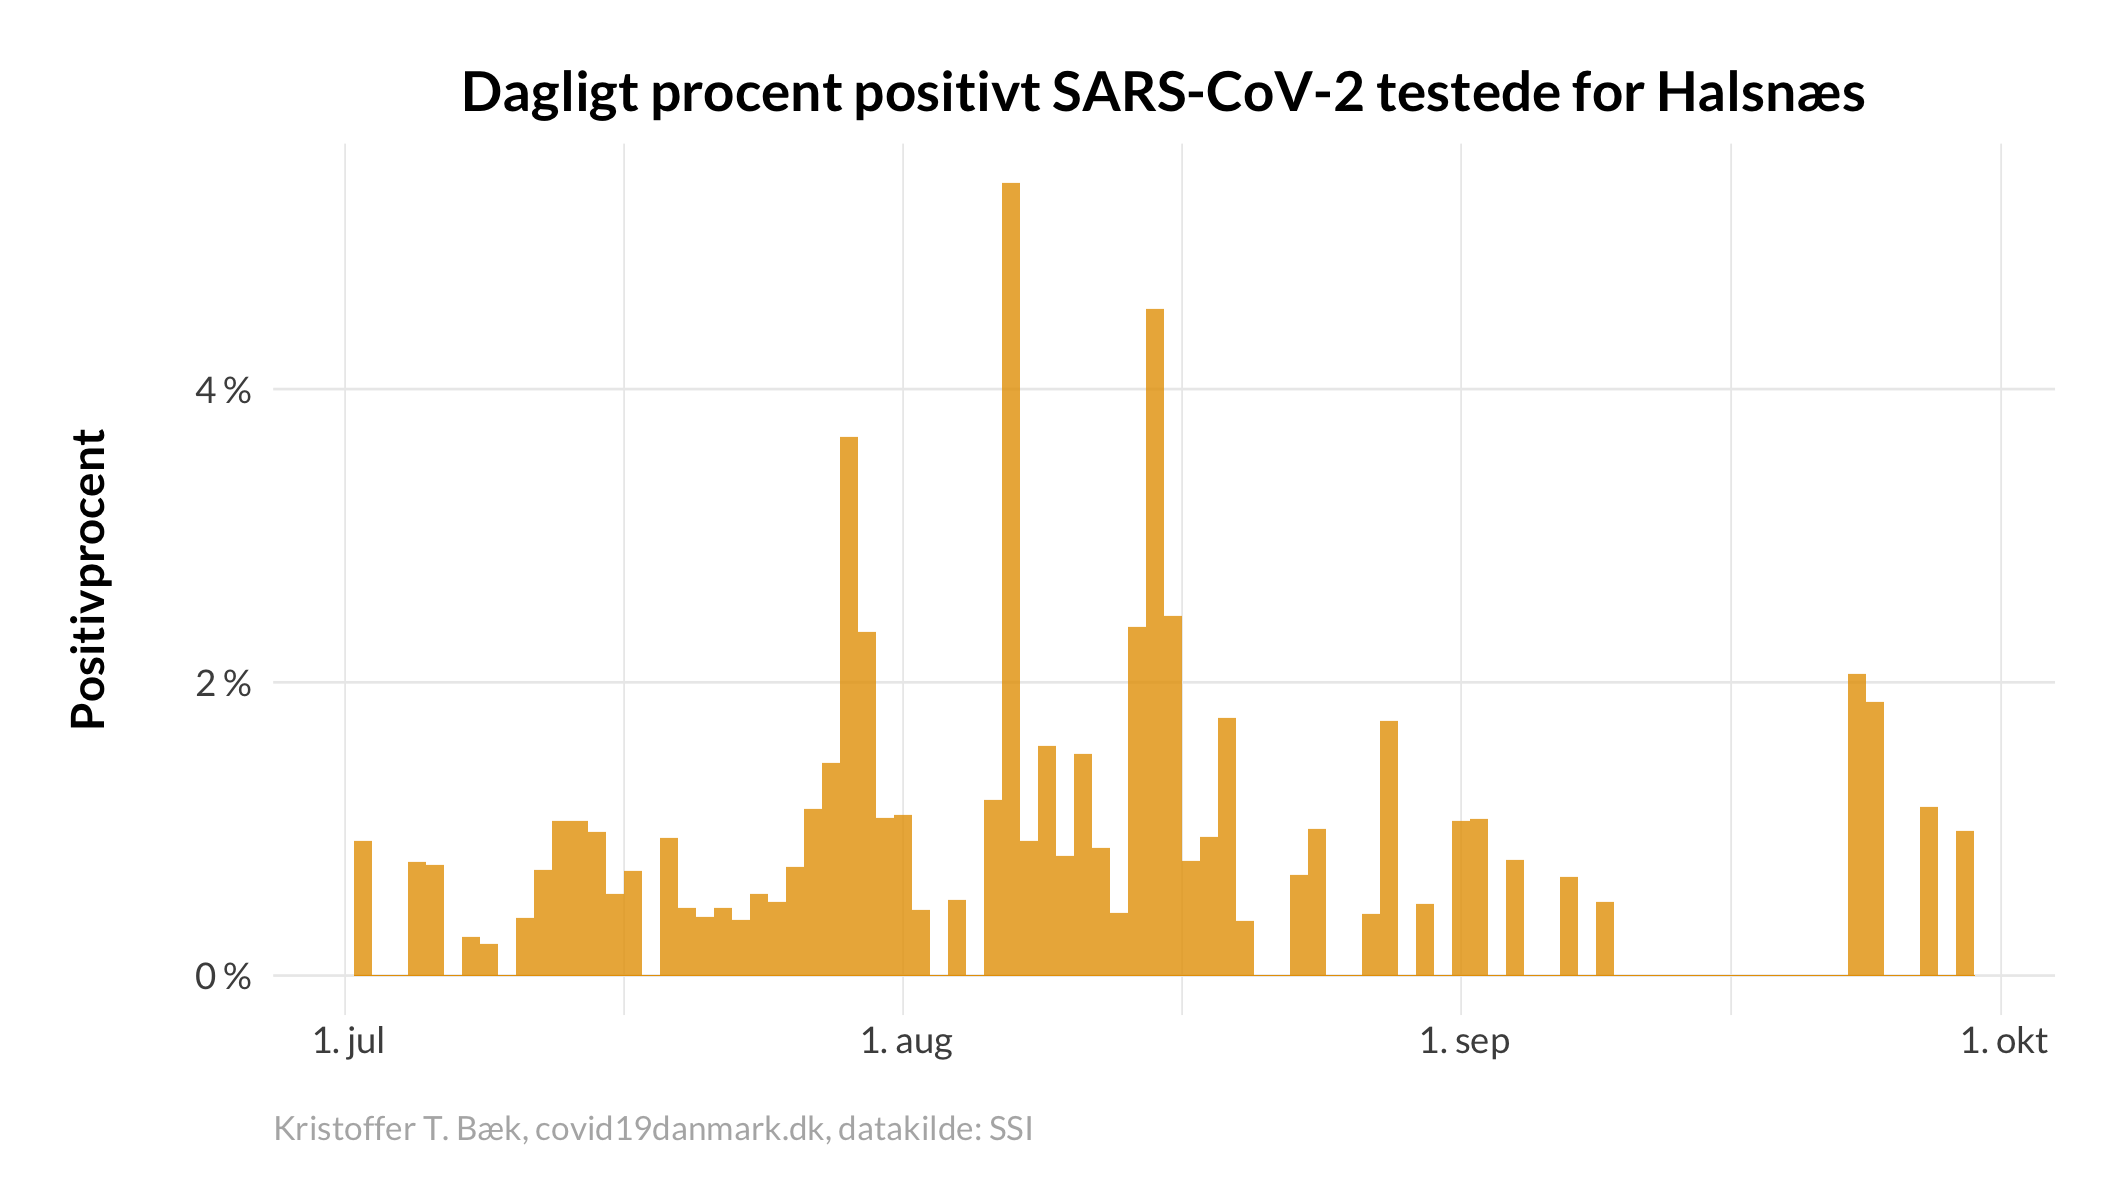 Dagligt procent positivt SARS-CoV-2 testede for Halsnæs
Positivprocent
4 %
2 %
0 %
1. jul
1. aug
1. sep
1. okt
Kristoffer T. Bæk, covid19danmark.dk, datakilde: SSI